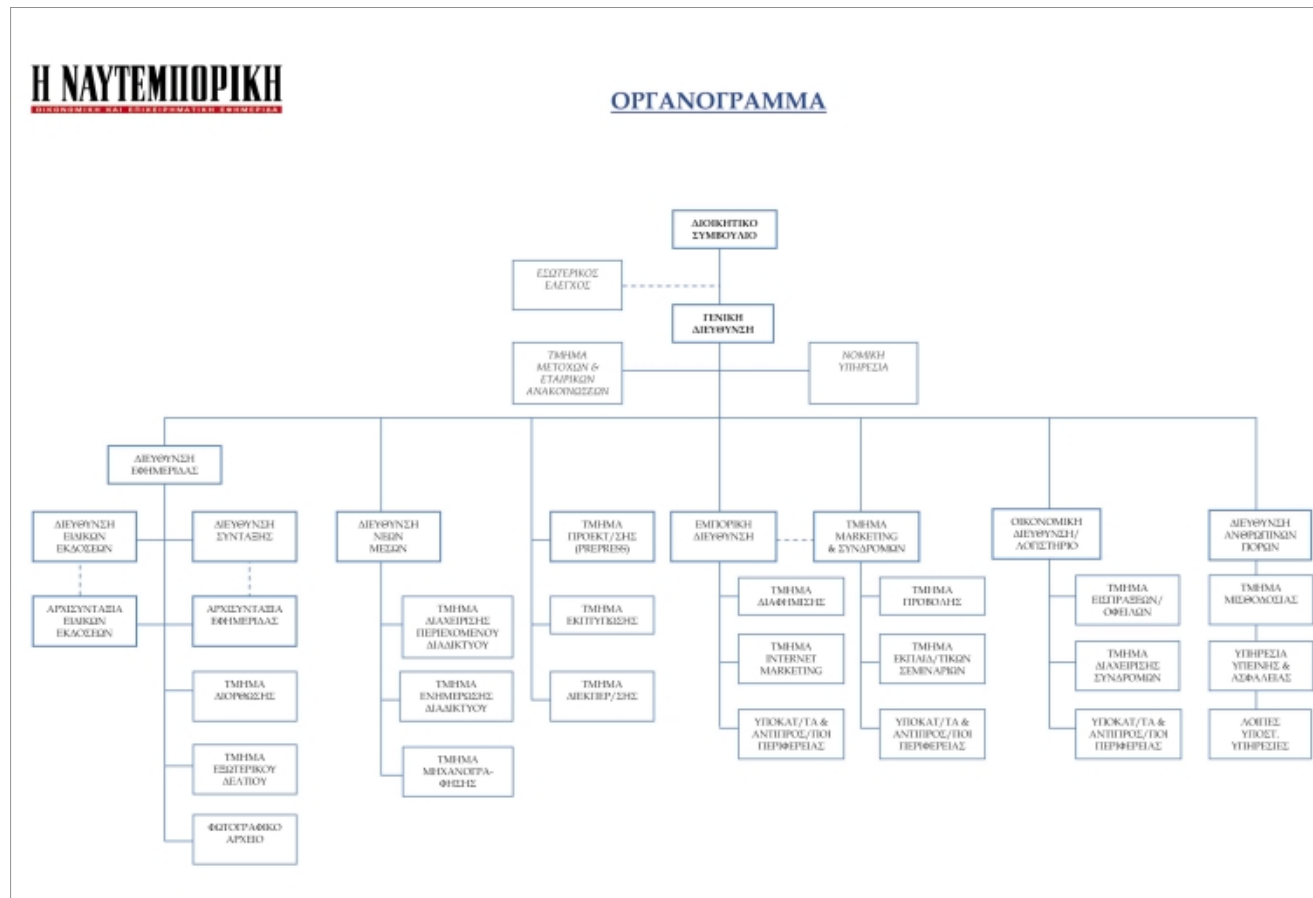 Η ΝΑΥΤΕΜΠΟΡΙΚΗ
ΟΙΚΟΝΟΜΙΚΗ ΚΑΙ ΕΠΙΧΕΙΡΗΜΑΤΙΚΗ ΕΦΗΜΕΡΙΔΑ
ΟΡΓΑΝΟΓΡΑΜΜΑ
ΔΙΟΙΚΗΤΙΚΟ
ΣΥΜΒΟΥΛΙΟ
ΕΣΩΤΕΡΙΚΟΣ
ΕΛΕΓΧΟΣ
ΓΕΝΙΚΗ
ΔΙΕΥΘΥΝΣΗ
ΤΜΗΜΑ
ΜΕΤΟΧΩΝ &
ΕΤΑΙΡΙΚΩΝ
ΑΝΑΚΟΙΝΩΣΕΩΝ
ΝΟΜΙΚΗ
ΥΠΗΡΕΣΙΑ
ΔΙΕΥΘΥΝΣΗ
ΕΦΗΜΕΡΙΔΑΣ
ΔΙΕΥΘΥΝΣΗ
ΕΙΔΙΚΩΝ
ΕΚΔΟΣΕΩΝ
ΔΙΕΥΘΥΝΣΗ
ΣΥΝΤΑΞΗΣ
ΑΡΧΙΣΥΝΤΑΞΙΑ
ΕΙΔΙΚΩΝ
ΕΚΔΟΣΕΩΝ
ΑΡΧΙΣΥΝΤΑΞΙΑ
ΕΦΗΜΕΡΙΔΑΣ
ΤΜΗΜΑ
ΔΙΟΡΘΩΣΗΣ
ΤΜΗΜΑ
ΕΞΩΤΕΡΙΚΟΥ
ΔΕΛΤΙΟΥ
ΦΩΤΟΓΡΑΦΙΚΟ
ΑΡΧΕΙΟ
ΔΙΕΥΘΥΝΣΗ
ΝΕΩΝ
ΜΕΣΩΝ
ΤΜΗΜΑ
ΔΙΑΧΕΙΡΙΣΗΣ
ΠΕΡΙΕΧΟΜΕΝΟΥ
ΔΙΑΔΙΚΤΥΟΥ
ΤΜΗΜΑ
ΕΝΗΜΕΡΩΣΗΣ
ΔΙΑΔΙΚΤΥΟΥ
ΤΜΗΜΑ
ΜΗΧΑΝΟΓΡΑ-
ΦΗΣΗΣ
ΤΜΗΜΑ
ΠΡΟΕΚΤ/ΣΗΣ
(PREPRESS)
ΤΜΗΜΑ
ΕΚΤΥΠΩΣΗΣ
ΤΜΗΜΑ
ΔΙΕΚΠΕΡ/ΣΗΣ
ΕΜΠΟΡΙΚΗ
ΔΙΕΥΘΥΝΣΗ
ΤΜΗΜΑ
ΔΙΑΦΗΜΙΣΗΣ
ΤΜΗΜΑ
INTERNET
MARKETING
ΥΠΟΚΑΤ/ΤΑ &
ΑΝΤΙΠΡΟΣ/ΠΟΙ
ΠΕΡΙΦΕΡΕΙΑΣ
ΤΜΗΜΑ
MARKETING
& ΣΥΝΔΡΟΜΩΝ
ΤΜΗΜΑ
ΠΡΟΒΟΛΗΣ
ΤΜΗΜΑ
ΕΚΠΑΙΔ/ΤΙΚΩΝ
ΣΕΜΙΝΑΡΙΩΝ
ΥΠΟΚΑΤ/ΤΑ &
ΑΝΤΙΠΡΟΣ/ΠΟΙ
ΠΕΡΙΦΕΡΕΙΑΣ
ΟΙΚΟΝΟΜΙΚΗ
ΔΙΕΥΘΥΝΣΗ/
ΛΟΓΙΣΤΗΡΙΟ
ΤΜΗΜΑ
ΕΙΣΠΡΑΞΕΩΝ/
ΟΦΕΙΛΩΝ
ΤΜΗΜΑ
ΔΙΑΧΕΙΡΙΣΗΣ
ΣΥΝΔΡΟΜΩΝ
ΥΠΟΚΑΤ/ΤΑ &
ΑΝΤΙΠΡΟΣ/ΠΟΙ
ΠΕΡΙΦΕΡΕΙΑΣ
ΔΙΕΥΘΥΝΣΗ
ΑΝΘΡΩΠΙΝΩΝ
ΠΟΡΩΝ
ΤΜΗΜΑ
ΜΙΣΘΟΔΟΣΙΑΣ
ΥΠΗΡΕΣΙΑ
ΥΓΙΕΙΝΗΣ &
ΑΣΦΑΛΕΙΑΣ
ΛΟΙΠΕΣ
ΥΠΟΣΤ.
ΥΠΗΡΕΣΙΕΣ